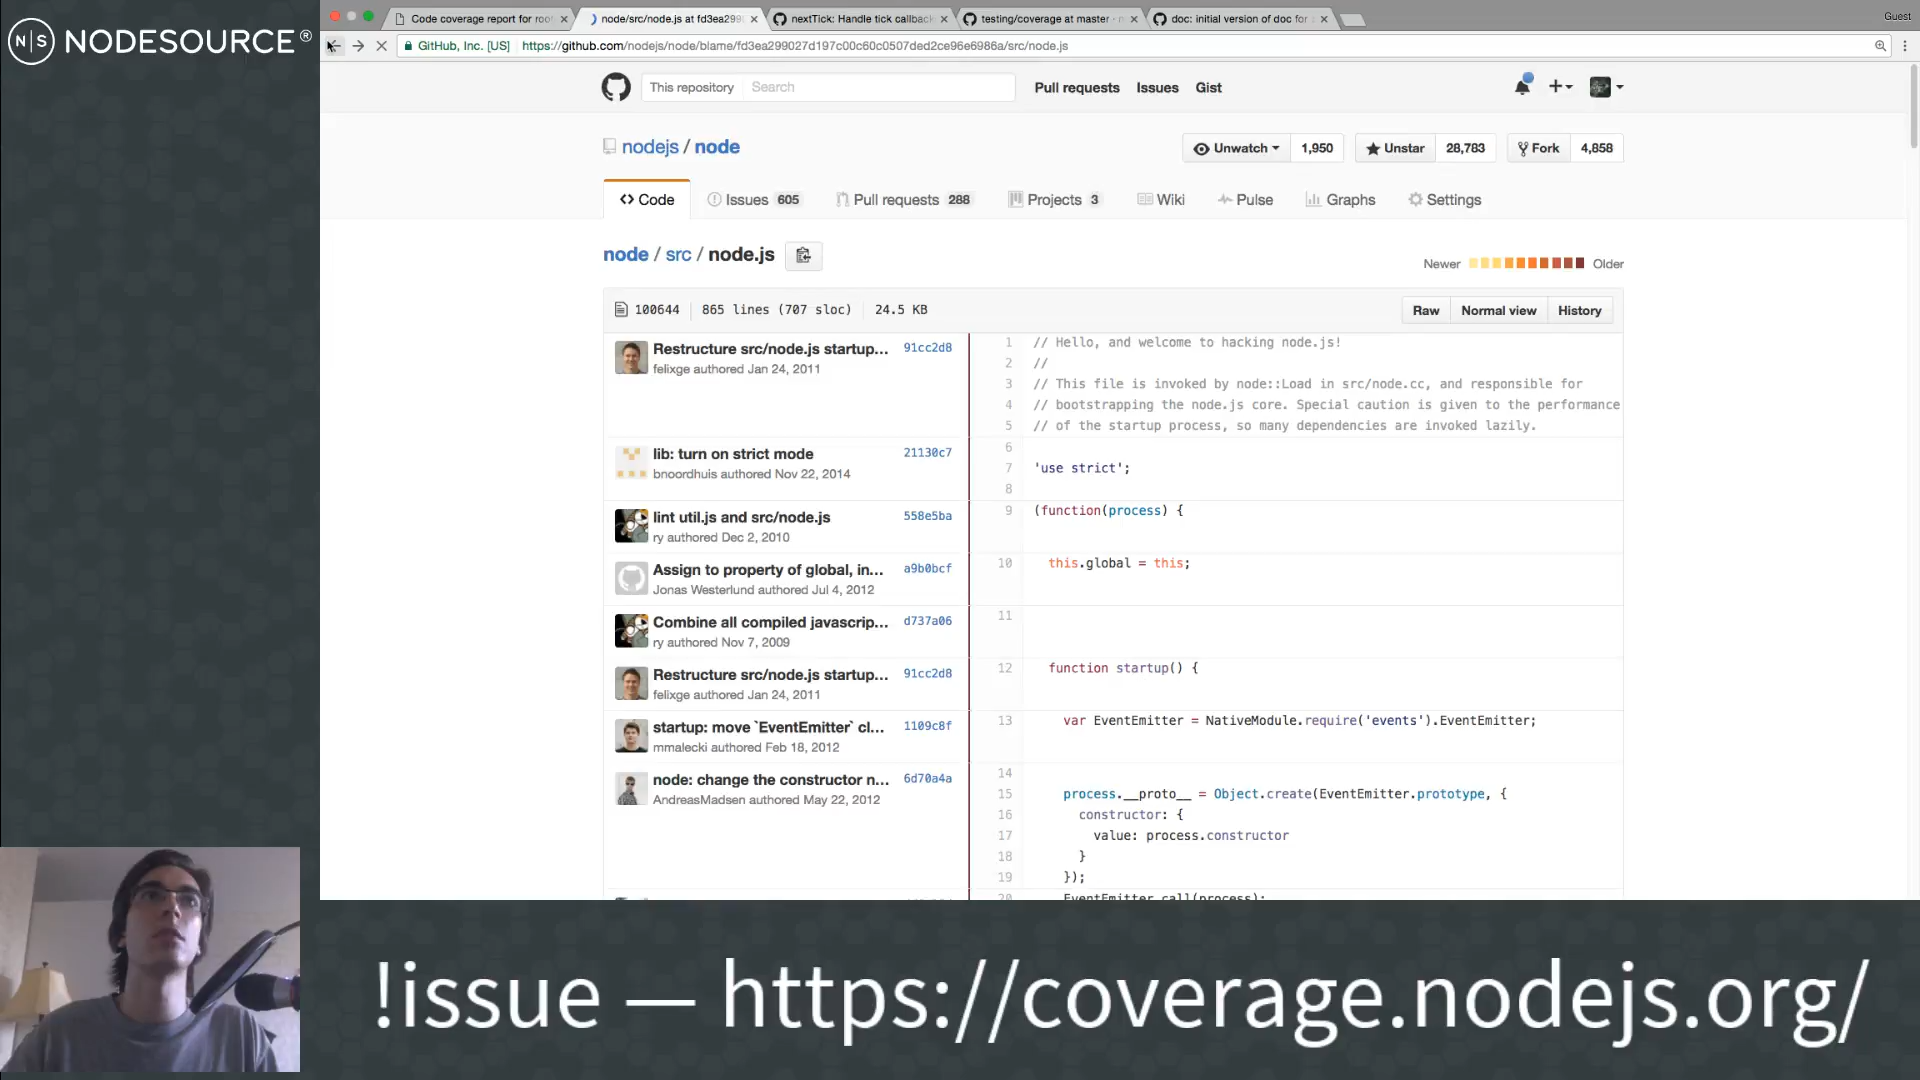 N|S NODESOURCE®
Code coverage report for root
node/src/node.js at fd3ea299
nextTick: Handle tick callback
testing/coverage at master
doc: initial version of doc for
Guest
GitHub, Inc. [US] https://github.com/nodejs/node/blame/fd3ea299027d197c00c60c0507ded2ce96e6986a/src/node.js
This repository Search Pull requests Issues Gist
nodejs / node Unwatch 1,950 Unstar 28,783 Fork 4,858
Code Issues 605 Pull requests 288 Projects 3 Wiki Pulse Graphs Settings
node / src / node.js Newer Older
100644 865 lines (707 sloc) 24.5 KB Raw Normal view History
Restructure src/node.js startup... 91cc2d8
felixge authored Jan 24, 2011
1 // Hello, and welcome to hacking node.js!
2 //
3 // This file is invoked by node::Load in src/node.cc, and responsible for
4 // bootstrapping the node.js core. Special caution is given to the performance
5 // of the startup process, so many dependencies are invoked lazily.
lib: turn on strict mode 21130c7
bnoordhuis authored Nov 22, 2014
6
7 'use strict';
8
lint util.js and src/node.js 558e5ba
ry authored Dec 2, 2010
9 (function(process) {
Assign to property of global, in... a9b0bcf
Jonas Westerlund authored Jul 4, 2012
10 this.global = this;
Combine all compiled javascrip... d737a06
ry authored Nov 7, 2009
11
Restructure src/node.js startup... 91cc2d8
felixge authored Jan 24, 2011
12 function startup() {
startup: move `EventEmitter` cl... 1109c8f
mmalecki authored Feb 18, 2012
13 var EventEmitter = NativeModule.require('events').EventEmitter;
node: change the constructor n... 6d70a4a
AndreasMadsen authored May 22, 2012
14
15 process.__proto__ = Object.create(EventEmitter.prototype, {
16 constructor: {
17 value: process.constructor
18 }
19 });
20 EventEmitter.call(process);
!issue — https://coverage.nodejs.org/